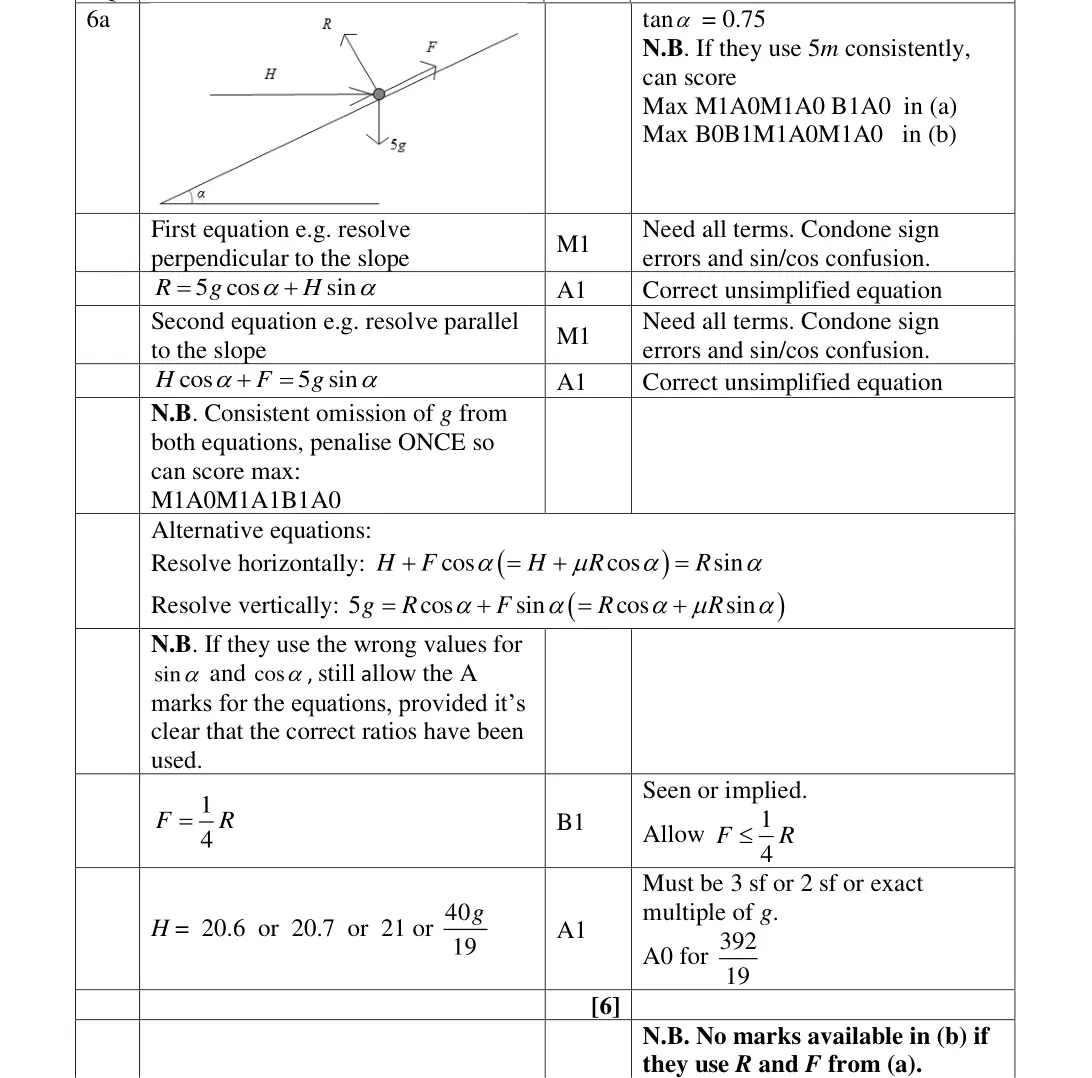 6a
R
F
H
5g
α
tan α = 0.75
N.B. If they use 5m consistently,
can score
Max M1A0M1A0 B1A0 in (a)
Max B0B1M1A0M1A0 in (b)
First equation e.g. resolve
perpendicular to the slope
M1
Need all terms. Condone sign
errors and sin/cos confusion.
R = 5g cos α + H sin α
A1
Correct unsimplified equation
Second equation e.g. resolve parallel
to the slope
M1
Need all terms. Condone sign
errors and sin/cos confusion.
H cos α + F = 5g sin α
A1
Correct unsimplified equation
N.B. Consistent omission of g from
both equations, penalise ONCE so
can score max:
M1A0M1A1B1A0
Alternative equations:
Resolve horizontally: H + F cos α (= H + μR cos α) = R sin α
Resolve vertically: 5g = R cos α + F sin α (= R cos α + μR sin α)
N.B. If they use the wrong values for
sin α and cos α , still allow the A
marks for the equations, provided it’s
clear that the correct ratios have been
used.
F = 1/4 R
B1
Seen or implied.
Allow F ≤ 1/4 R
H = 20.6 or 20.7 or 21 or 40g/19
A1
Must be 3 sf or 2 sf or exact
multiple of g.
A0 for 392/19
[6]
N.B. No marks available in (b) if
they use R and F from (a).